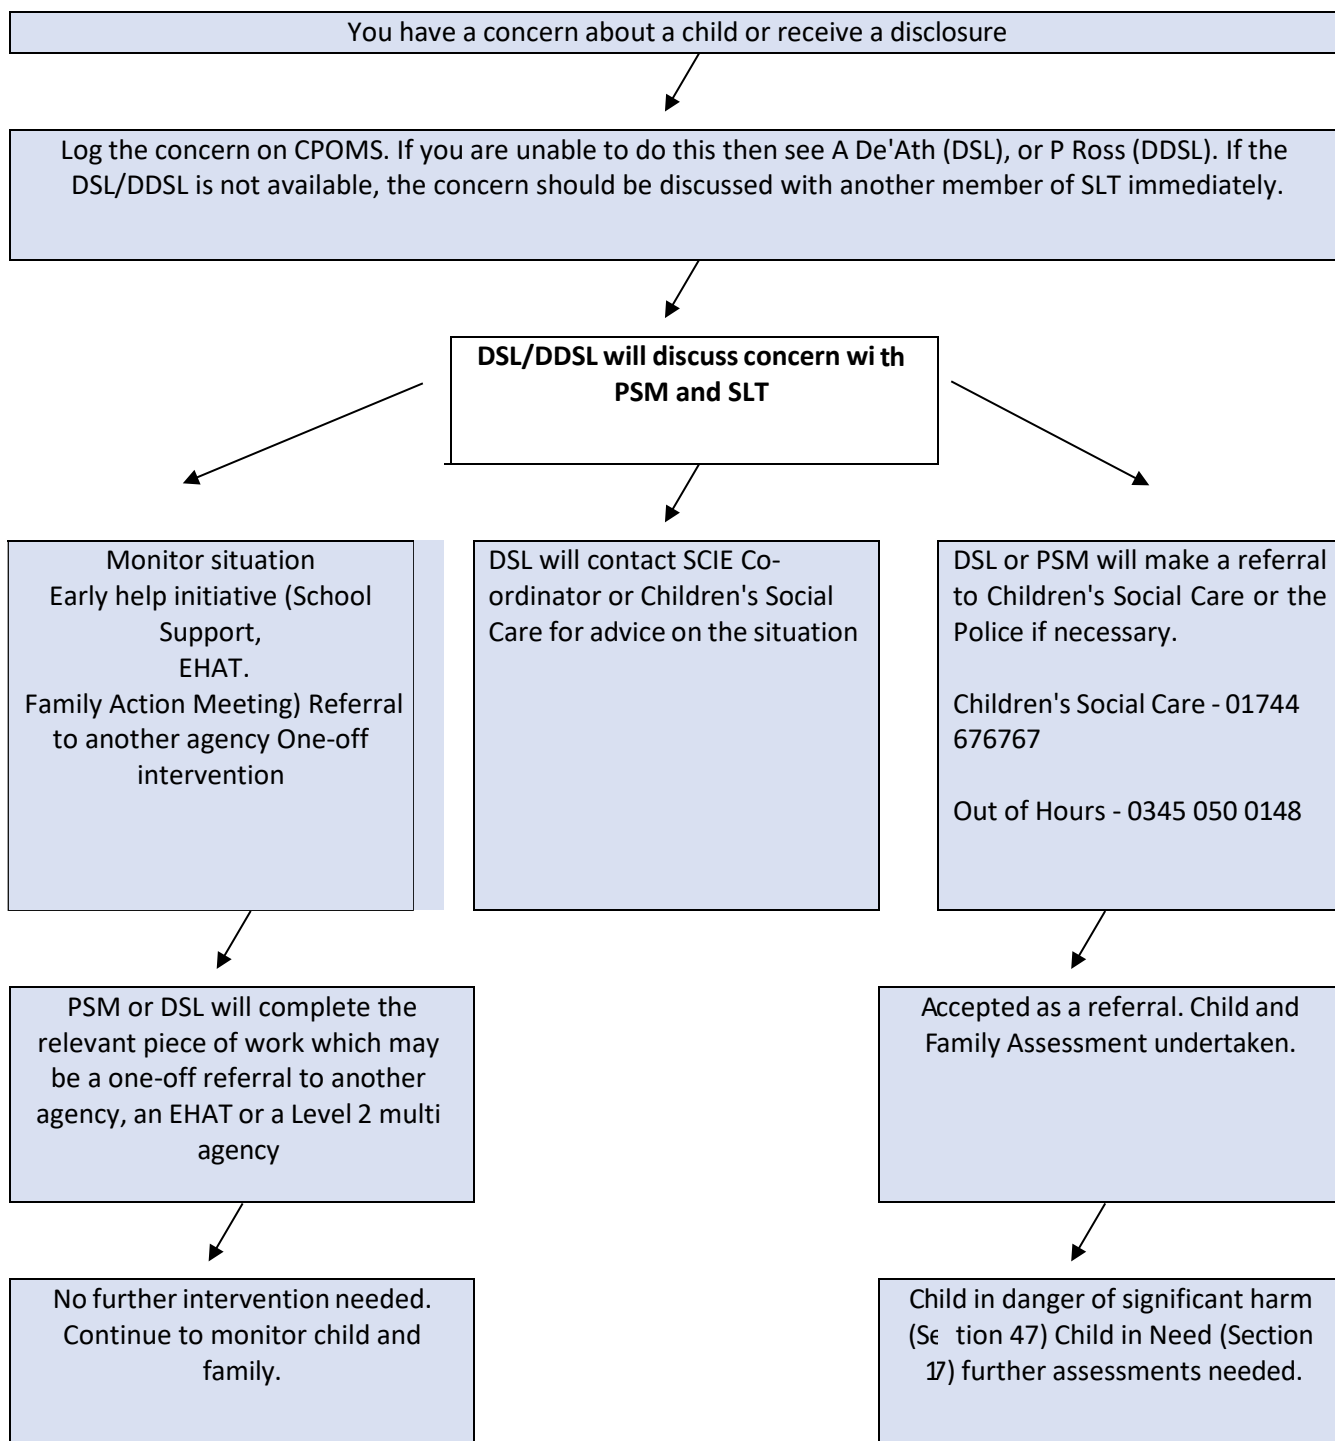 You have a concern about a child or receive a disclosure
Log the concern on CPOMS. If you are unable to do this then see A De'Ath (DSL), or P Ross (DDSL). If the
DSL/DDSL is not available, the concern should be discussed with another member of SLT immediately.
DSL/DDSL will discuss concern with
PSM and SLT
Monitor situation
Early help initiative (School
Support,
EHAT.
Family Action Meeting) Referral
to another agency One-off
intervention
DSL will contact SCIE Co-
ordinator or Children's Social
Care for advice on the situation
DSL or PSM will make a referral
to Children's Social Care or the
Police if necessary.
Children's Social Care - 01744
676767
Out of Hours - 0345 050 0148
PSM or DSL will complete the
relevant piece of work which may
be a one-off referral to another
agency, an EHAT or a Level 2 multi
agency
Accepted as a referral. Child and
Family Assessment undertaken.
No further intervention needed.
Continue to monitor child and
family.
Child in danger of significant harm
(Se tion 47) Child in Need (Section
17) further assessments needed.